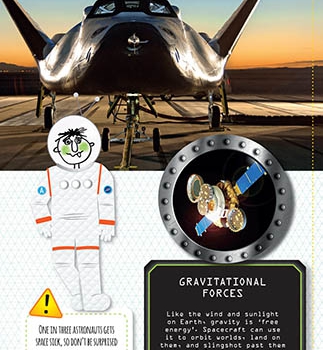 ONE IN THREE ASTRONAUTS GETS
SPACE SICK, SO DON'T BE SURPRISED
GRAVITATIONAL
FORCES
Like the wind and sunlight
on Earth, gravity is 'free
energy'. Spacecraft can use
it to orbit worlds, land on
them, and slingshot past them